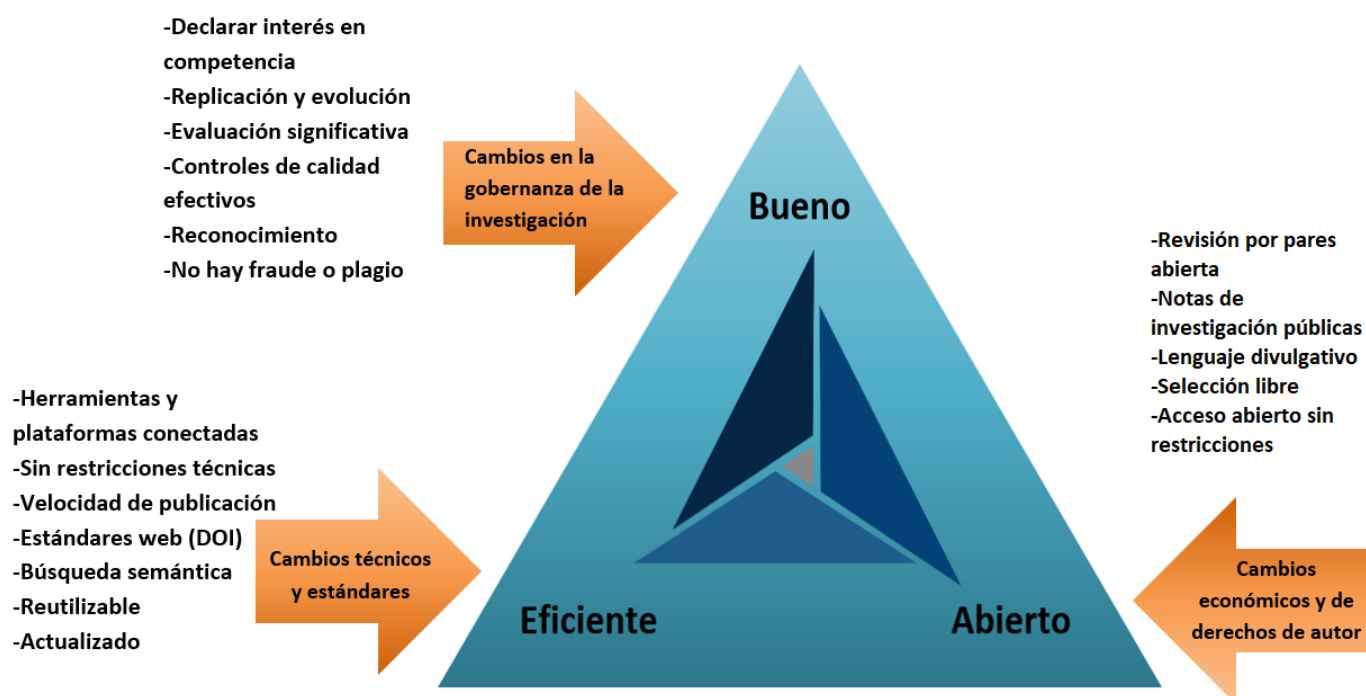 -Declarar interés en
competencia
-Replicación y evolución
-Evaluación significativa
-Controles de calidad
efectivos
-Reconocimiento
-No hay fraude o plagio
Cambios en la
gobernanza de la
investigación
Bueno
-Revisión por pares
abierta
-Notas de
investigación públicas
-Lenguaje divulgativo
-Selección libre
-Acceso abierto sin
restricciones
-Herramientas y
plataformas conectadas
-Sin restricciones técnicas
-Velocidad de publicación
-Estándares web (DOI)
-Búsqueda semántica
-Reutilizable
-Actualizado
Cambios técnicos
y estándares
Eficiente
Abierto
Cambios
económicos y de
derechos de autor